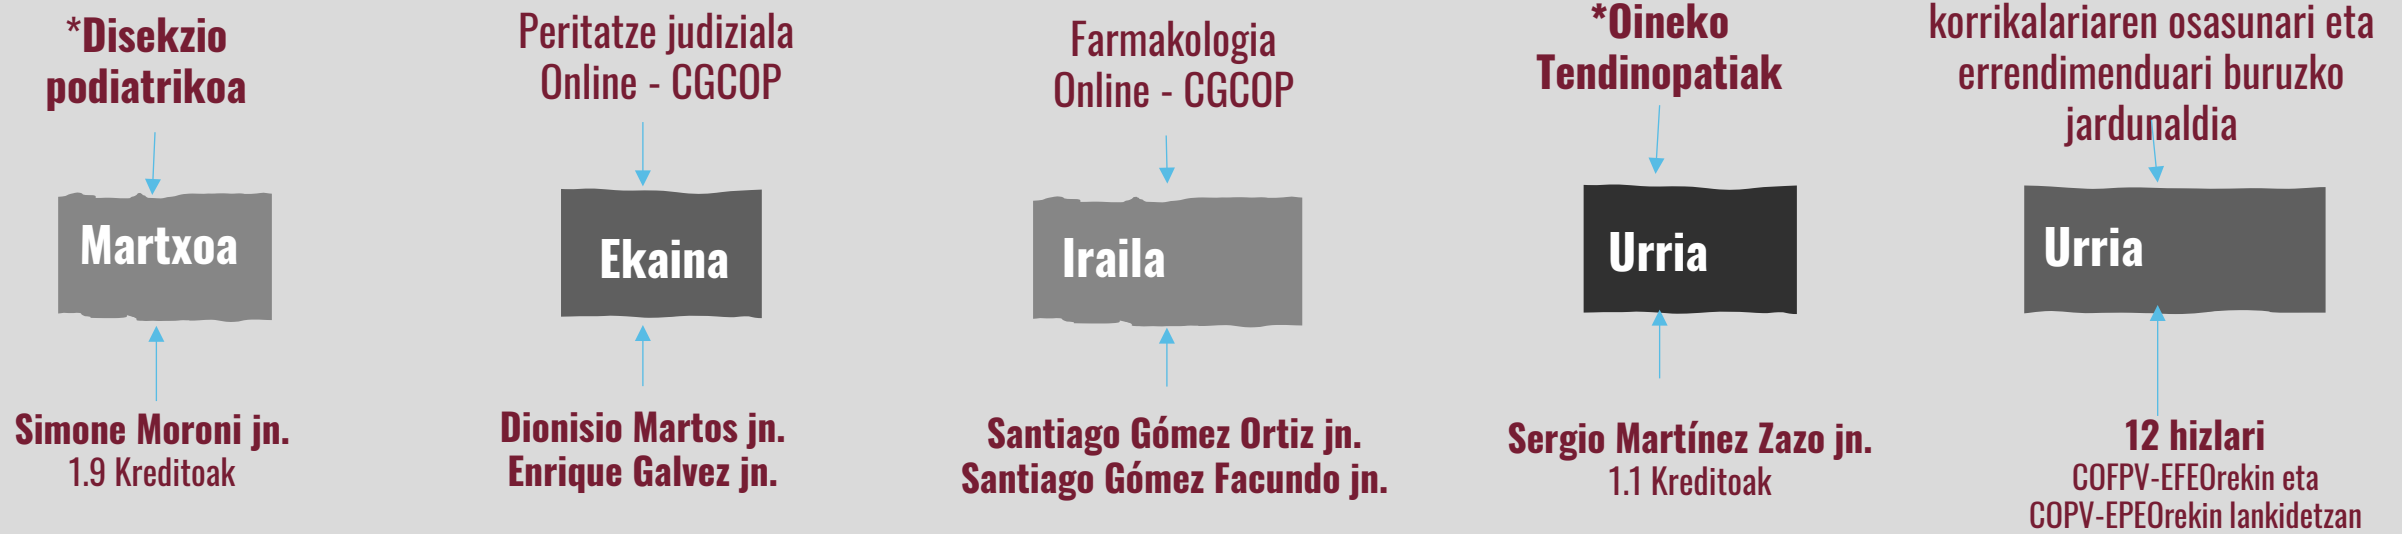 *Disekzio
podiatrikoa
Martxoa
Simone Moroni jn.
1.9 Kreditoak
Peritatze judiziala
Online - CGCOP
Ekaina
Dionisio Martos jn.
Enrique Galvez jn.
Farmakologia
Online - CGCOP
Iraila
Santiago Gómez Ortiz jn.
Santiago Gómez Facundo jn.
*Oineko
Tendinopatiak
Urria
Sergio Martínez Zazo jn.
1.1 Kreditoak
korrikalariaren osasunari eta
errendimenduari buruzko
jardunaldia
Urria
12 hizlari
COFPV-EFEOrekin eta
COPV-EPEOrekin lankidetzan